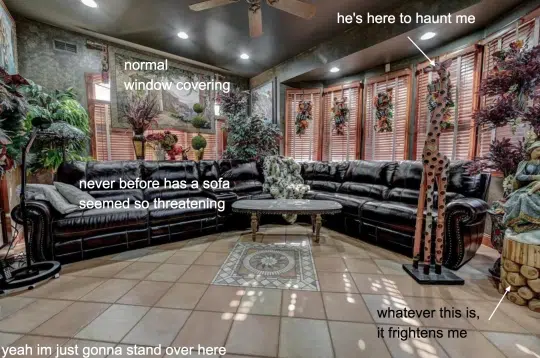 he's here to haunt me
normal
window covering
never before has a sofa
seemed so threatening
whatever this is,
it frightens me
yeah im just gonna stand over here